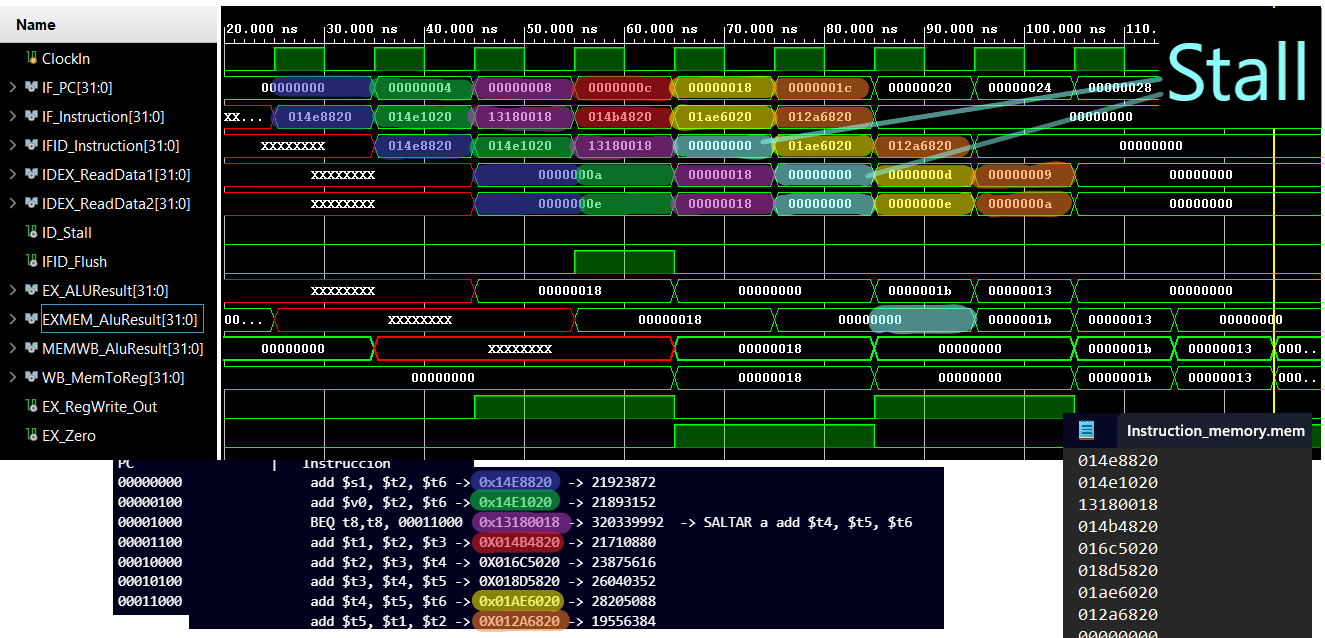 Name
20.000 ns 30.000 ns 40.000 ns 50.000 ns 60.000 ns 70.000 ns 80.000 ns 90.000 ns 100.000 ns 110.
ClockIn
IF_PC[31:0] 00000000 00000004 00000008 0000000c 00000018 0000001c 00000020 00000024 00000028
Stall
IF_Instruction[31:0] XX... 014e8820 014e1020 13180018 014b4820 01ae6020 012a6820 00000000
IFID_Instruction[31:0] XXXXXXXX 014e8820 014e1020 13180018 00000000 01ae6020 012a6820 00000000
IDEX_ReadData1[31:0] XXXXXXXX 0000000a 00000018 00000000 0000000d 00000009 00000000
IDEX_ReadData2[31:0] XXXXXXXX 0000000e 00000018 00000000 0000000e 0000000a 00000000
ID_Stall
IFID_Flush
EX_ALUResult[31:0] XXXXXXXX 00000018 00000000 0000001b 00000013 00000000
EXMEM_AluResult[31:0] 00... XXXXXXXX 00000018 00000000 0000001b 00000013 00000000
MEMWB_AluResult[31:0] 00000000 XXXXXXXX 00000018 00000000 0000001b 00000013 000...
WB_MemToReg[31:0] 00000000 00000018 00000000 0000001b 00000013 000...
EX_RegWrite_Out
EX_Zero
PC | Instruccion
00000000 add $s1, $t2, $t6 -> 0x14E8820 -> 21923872
00000100 add $v0, $t2, $t6 -> 0x14E1020 -> 21893152
00001000 BEQ t8,t8, 00011000 0x13180018 -> 320339992 -> SALTAR a add $t4, $t5, $t6
00001100 add $t1, $t2, $t3 -> 0X014B4820 -> 21710880
00010000 add $t2, $t3, $t4 -> 0X016C5020 -> 23875616
00010100 add $t3, $t4, $t5 -> 0X018D5820 -> 26040352
00011000 add $t4, $t5, $t6 -> 0X01AE6020 -> 28205088
add $t5, $t1, $t2 -> 0X012A6820 -> 19556384
Instruction_memory.mem
014e8820
014e1020
13180018
014b4820
016c5020
018d5820
01ae6020
012a6820
00000000